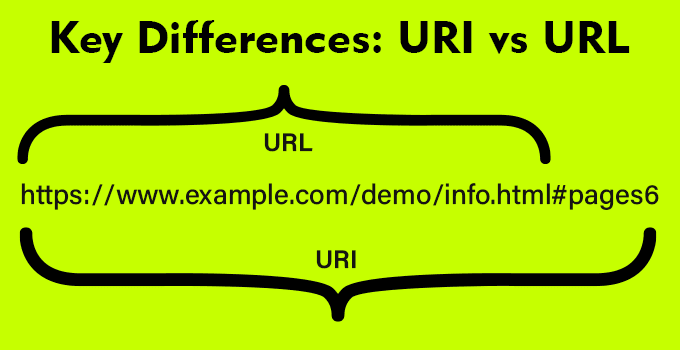 Key Differences: URI vs URL
URL
https://www.example.com/demo/info.html#pages6
URI